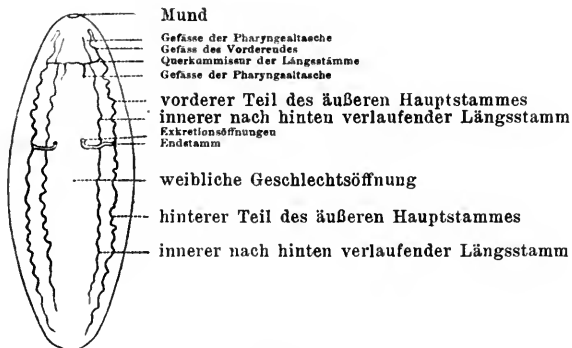 Mund
Gefässe der Pharyngealtasche
Gefäss des Vorderendes
Querkommissur der Längsstämme
Gefässe der Pharyngaaltasche
vorderer Teil des äußeren Hauptstammes
innerer nach hinten verlaufender Längsstamm
Exkretionsöffnungen
Endstamm
weibliche Geschlechtsöffnung
hinterer Teil des äußeren Hauptstammes
innerer nach hinten verlaufender Längsstamm